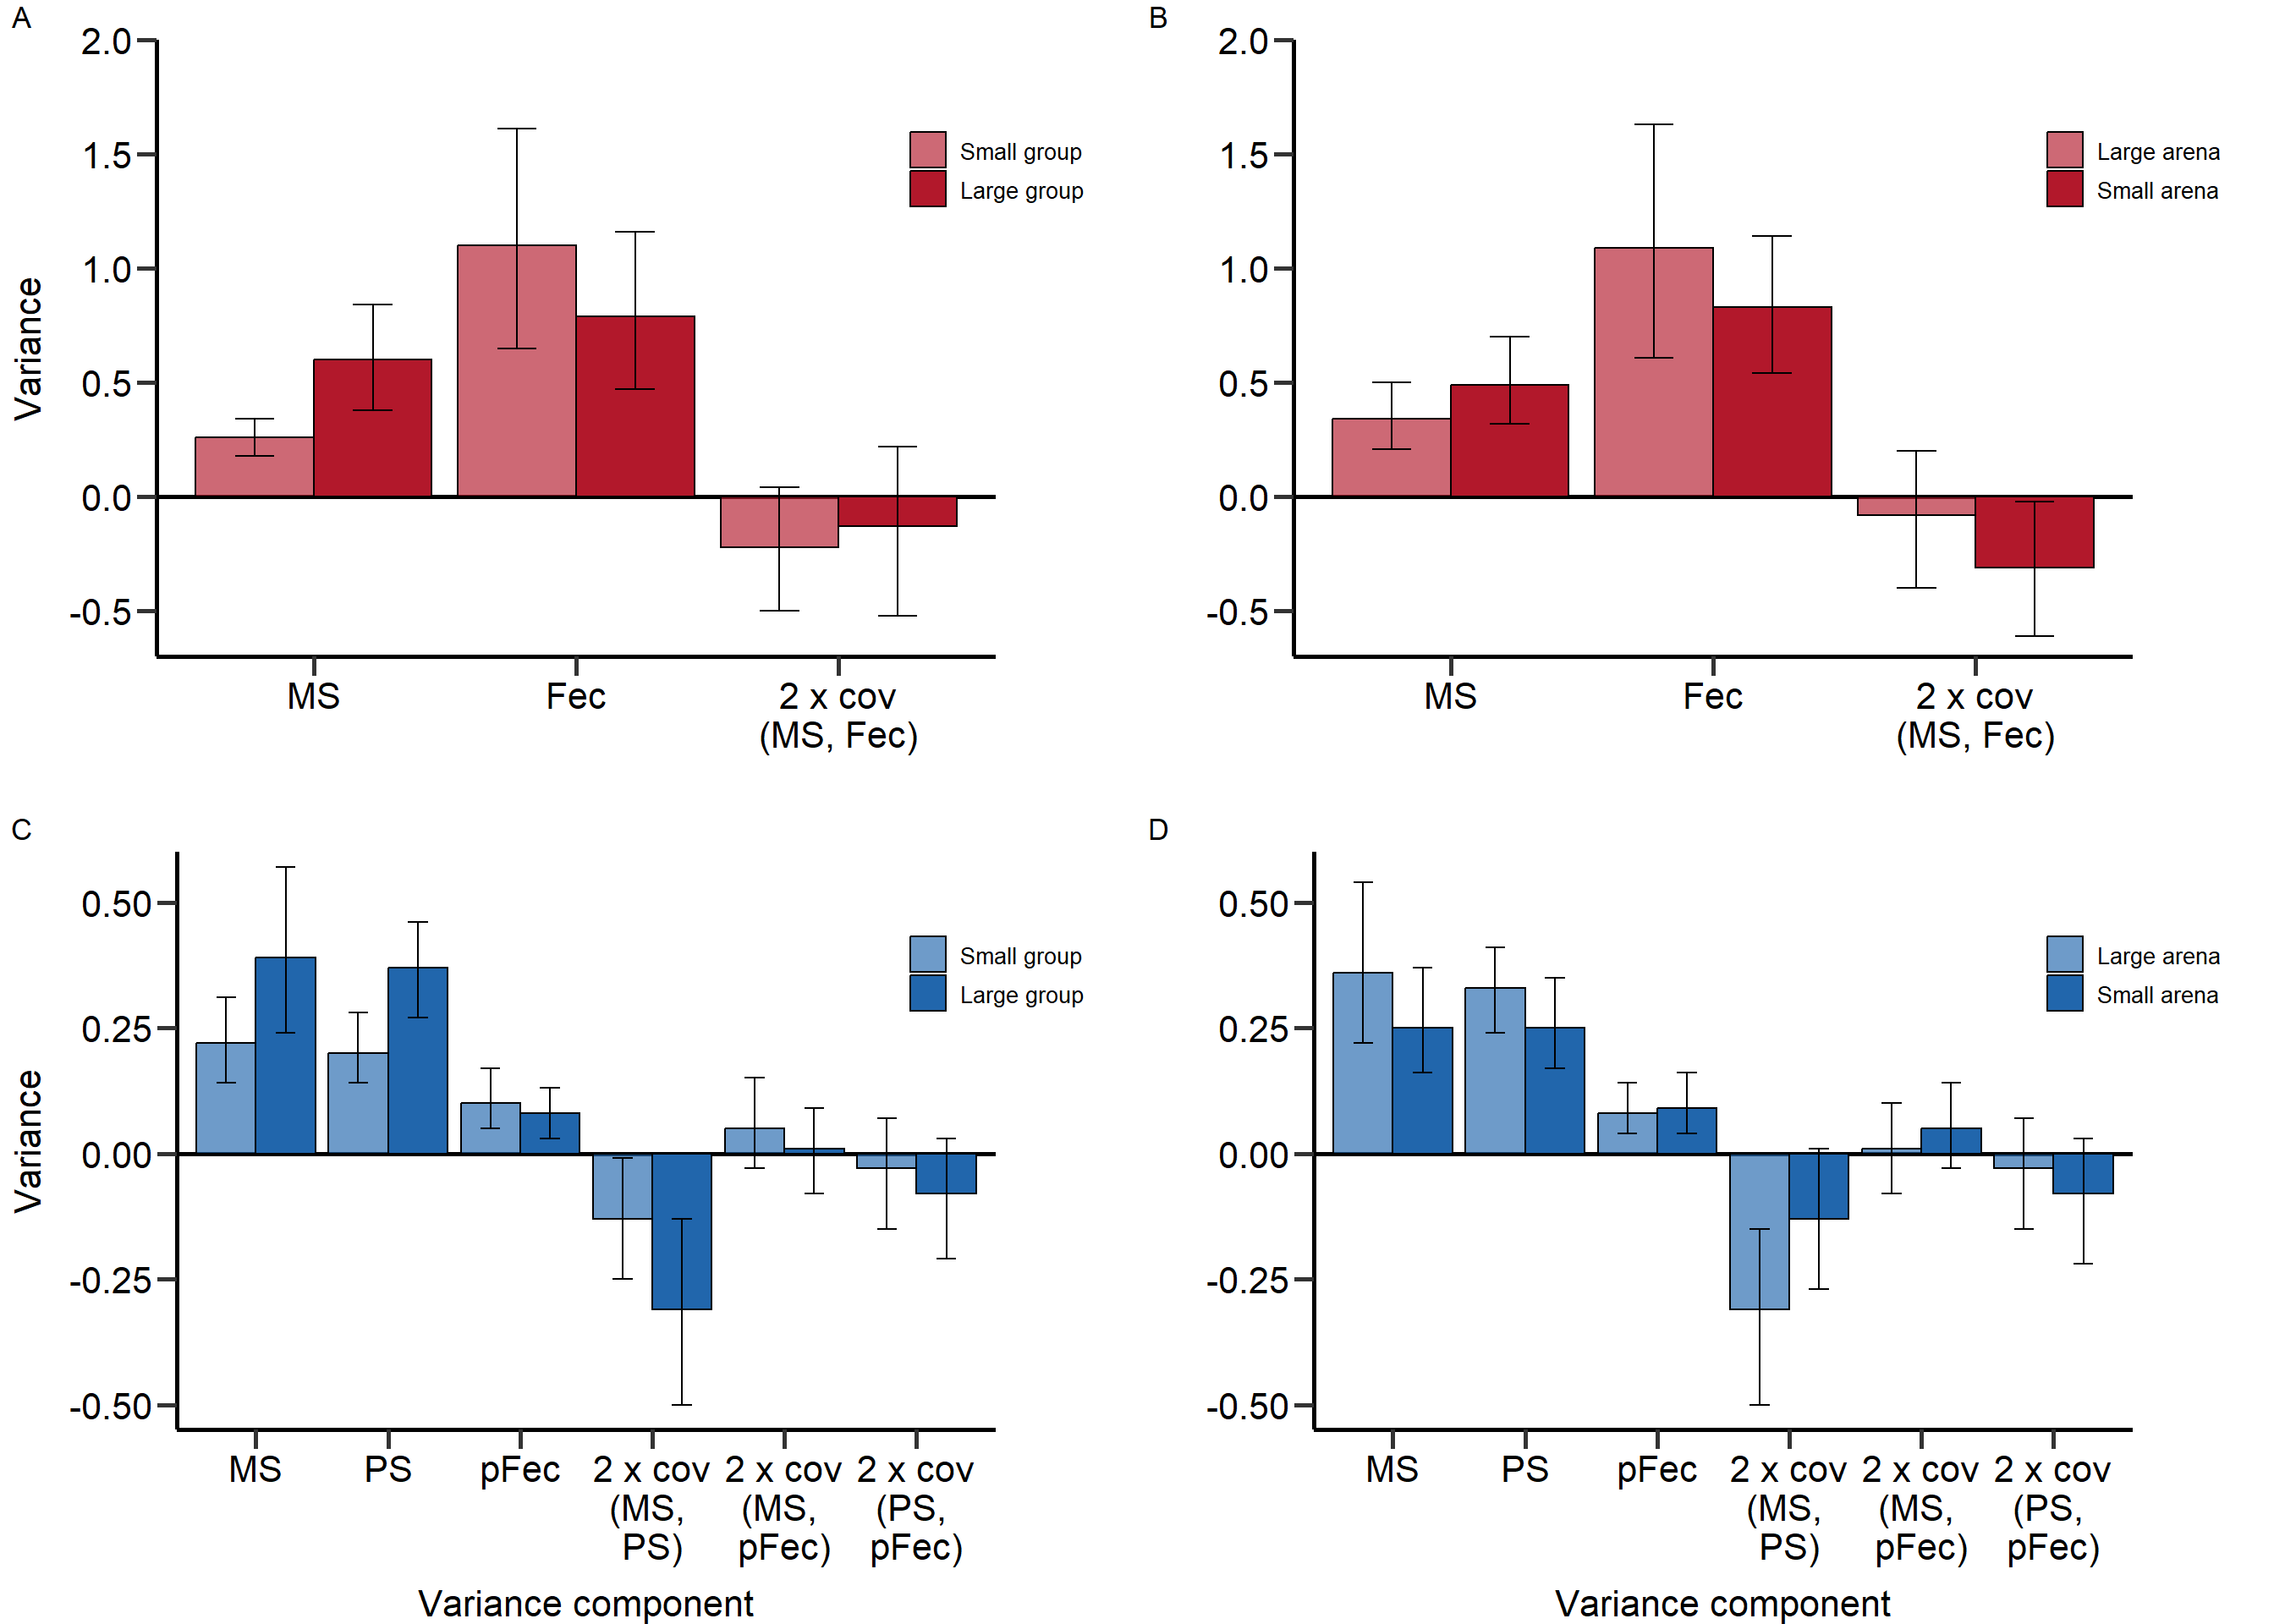 A
2.0
1.5
1.0
0.5
0.0
-0.5
Variance
Small group
Large group
MS
Fec
2 x cov
(MS, Fec)
B
2.0
1.5
1.0
0.5
0.0
-0.5
Large arena
Small arena
MS
Fec
2 x cov
(MS, Fec)
C
0.50
0.25
0.00
-0.25
-0.50
Variance
Small group
Large group
MS PS pFec 2 x cov 2 x cov 2 x cov
(MS, (MS, (PS,
PS) pFec) pFec)
Variance component
D
0.50
0.25
0.00
-0.25
-0.50
Large arena
Small arena
MS PS pFec 2 x cov 2 x cov 2 x cov
(MS, (MS, (PS,
PS) pFec) pFec)
Variance component